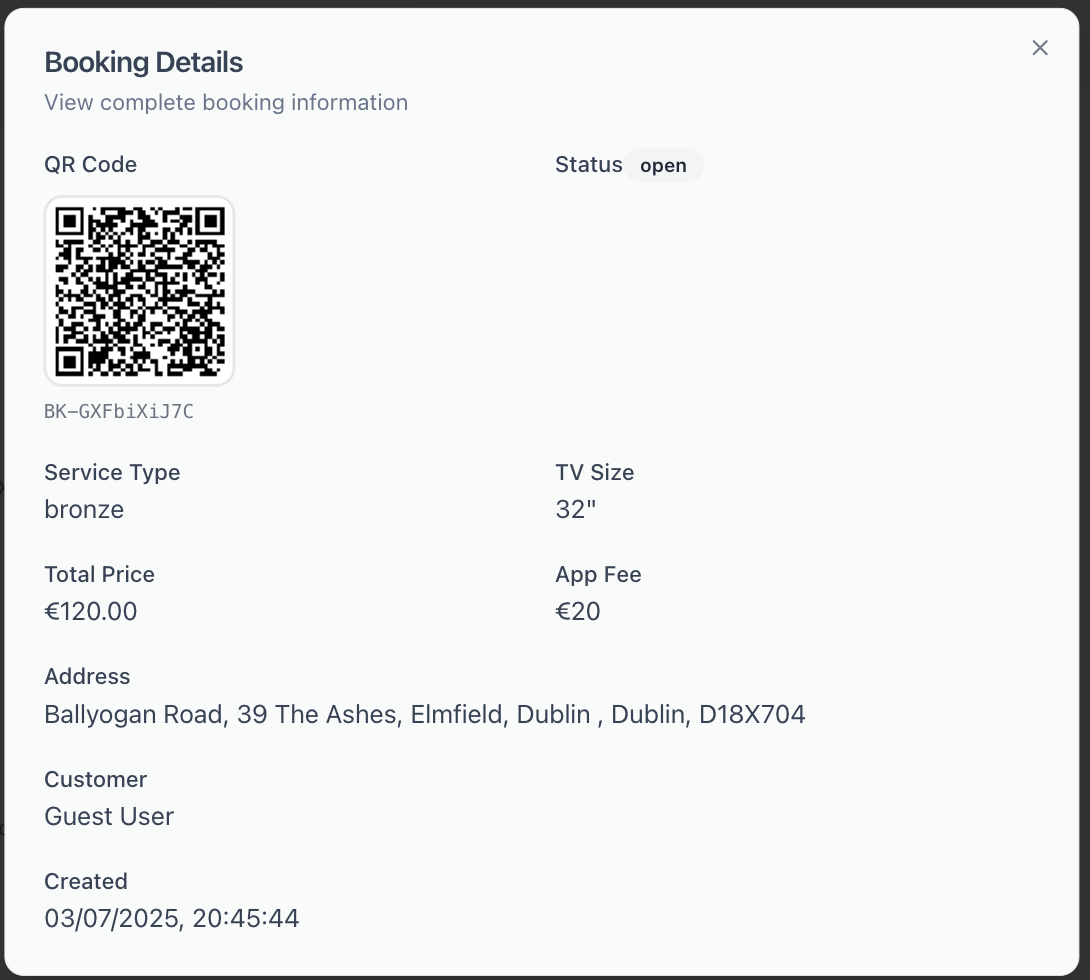 Booking Details
View complete booking information
QR Code
Status open
BK-GXFbiXiJ7C
Service Type
TV Size
bronze
32"
Total Price
App Fee
€120.00
€20
Address
Ballyogan Road, 39 The Ashes, Elmfield, Dublin , Dublin, D18X704
Customer
Guest User
Created
03/07/2025, 20:45:44